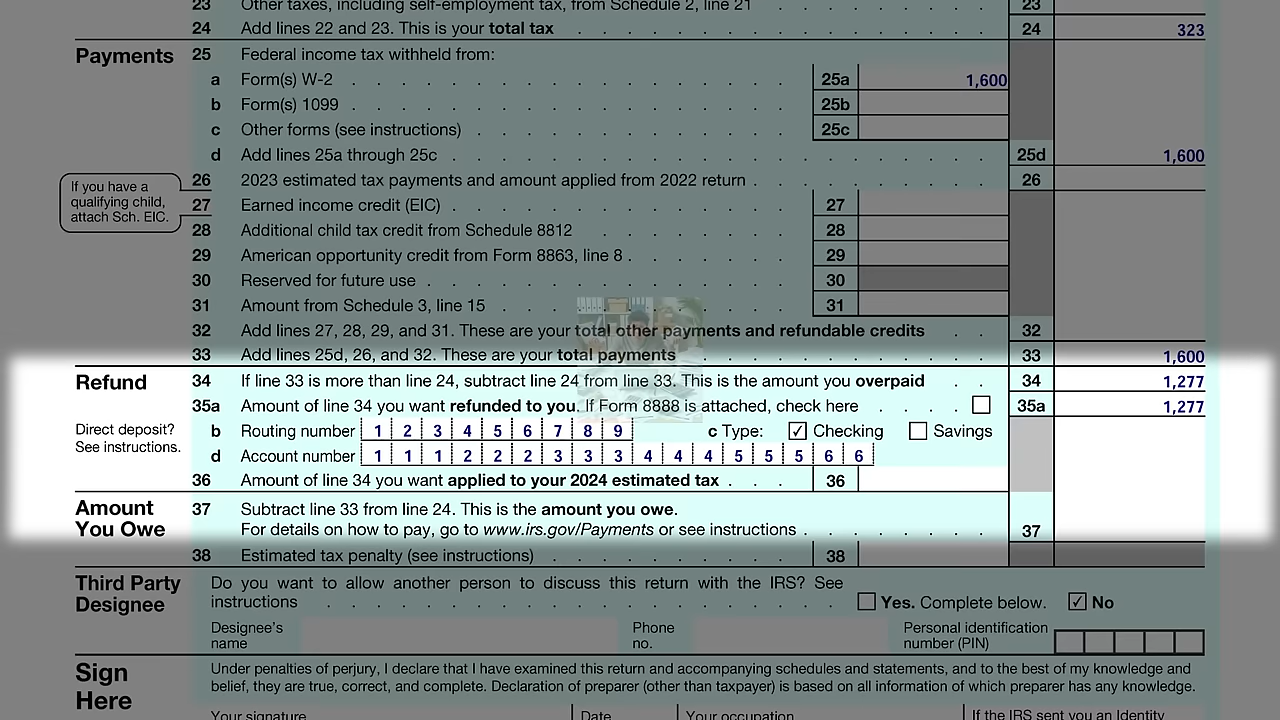 23 Other taxes, including self-employment tax, from Schedule 2, line 21 . . . . . . . . . . 23
24 Add lines 22 and 23. This is your total tax . . . . . . . . . . . . . . . . . 24 323
Payments 25 Federal income tax withheld from:
a Form(s) W-2 . . . . . . . . . . . . . . . . . 25a 1,600
b Form(s) 1099 . . . . . . . . . . . . . . . . . 25b
c Other forms (see instructions) . . . . . . . . . . . . 25c
d Add lines 25a through 25c . . . . . . . . . . . . . . . . . . . . . 25d 1,600
If you have a
qualifying child,
attach Sch. EIC.
26 2023 estimated tax payments and amount applied from 2022 return . . . . . . . . . . 26
27 Earned income credit (EIC) . . . . . . . . . . . . . 27
28 Additional child tax credit from Schedule 8812 . . . . . . . 28
29 American opportunity credit from Form 8863, line 8 . . . . . . 29
30 Reserved for future use . . . . . . . . . . . . . . 30
31 Amount from Schedule 3, line 15 . . . . . . . . . . . 31
32 Add lines 27, 28, 29, and 31. These are your total other payments and refundable credits . . 32
33 Add lines 25d, 26, and 32. These are your total payments . . . . . . . . . . . . 33 1,600
Refund 34 If line 33 is more than line 24, subtract line 24 from line 33. This is the amount you overpaid . . 34 1,277
35a Amount of line 34 you want refunded to you. If Form 8888 is attached, check here . . . . 35a 1,277
Direct deposit?
See instructions.
b Routing number 1 2 3 4 5 6 7 8 9 c Type: ✓ Checking Savings
d Account number 1 1 1 2 2 2 3 3 3 4 4 4 5 5 5 6 6
36 Amount of line 34 you want applied to your 2024 estimated tax . . . 36
Amount
You Owe
37 Subtract line 33 from line 24. This is the amount you owe.
For details on how to pay, go to www.irs.gov/Payments or see instructions . . . . . . . . 37
38 Estimated tax penalty (see instructions) . . . . . . . . . . 38
Third Party
Designee
Do you want to allow another person to discuss this return with the IRS? See
instructions . . . . . . . . . . . . . . . . . . . . Yes. Complete below. ✓ No
Designee's
name
Phone
no.
Personal identification
number (PIN)
Sign
Here
Under penalties of perjury, I declare that I have examined this return and accompanying schedules and statements, and to the best of my knowledge and
belief, they are true, correct, and complete. Declaration of preparer (other than taxpayer) is based on all information of which preparer has any knowledge.
Your signature Date Your occupation If the IRS sent you an Identity